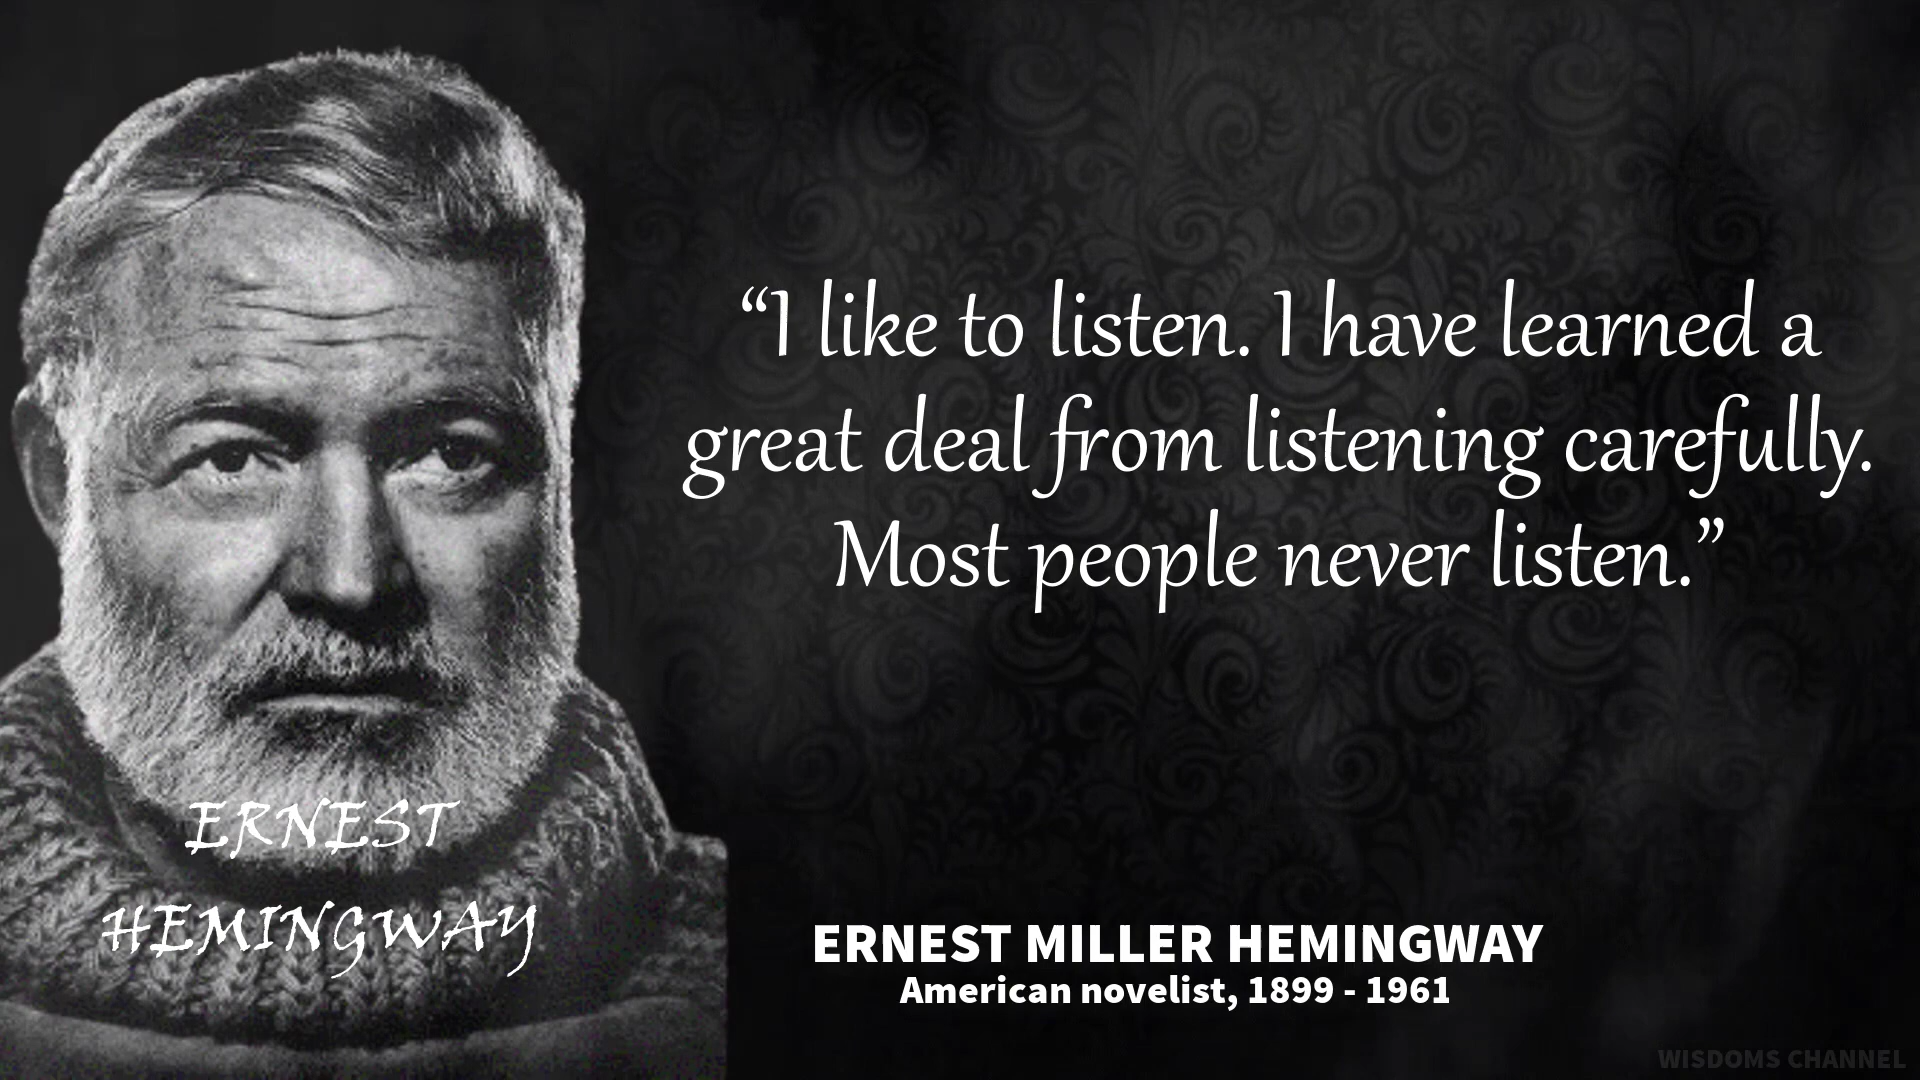 “I like to listen. I have learned a
great deal from listening carefully.
Most people never listen.”
ERNEST
HEMINGWAY
ERNEST MILLER HEMINGWAY
American novelist, 1899 - 1961
WISDOMS CHANNEL